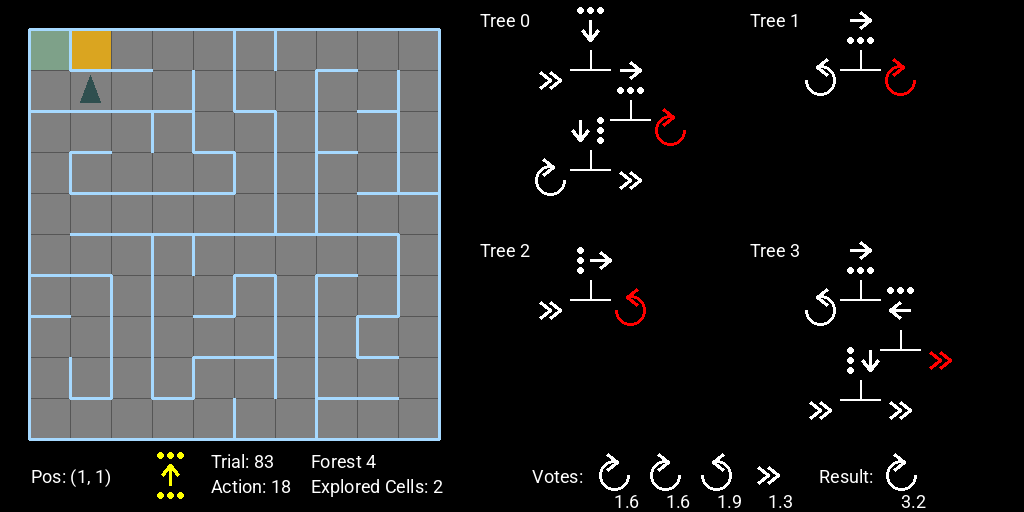 Tree 0
Tree 1
Tree 2
Tree 3
Pos: (1, 1)
Trial: 83
Forest 4
Action: 18
Explored Cells: 2
Votes:
1.6
1.6
1.9
1.3
Result:
3.2